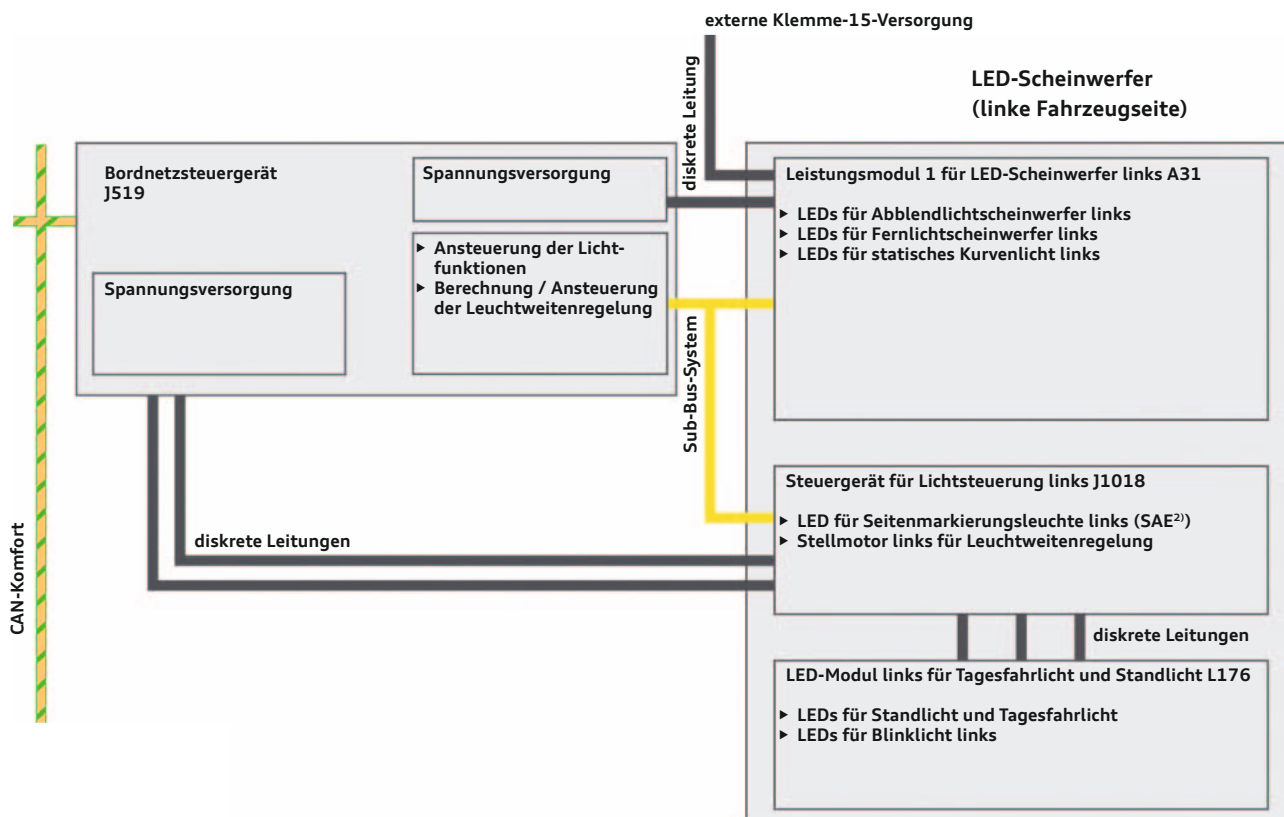 externe Klemme-15-Versorgung
LED-Scheinwerfer
(linke Fahrzeugseite)
diskrete Leitung
Bordnetzsteuergerät
J519
Spannungsversorgung
Leistungsmodul 1 für LED-Scheinwerfer links A31
▸ LEDs für Abblendlichtscheinwerfer links
▸ LEDs für Fernlichtscheinwerfer links
▸ LEDs für statisches Kurvenlicht links
▸ Ansteuerung der Licht-
funktionen
▸ Berechnung / Ansteuerung
der Leuchtweitenregelung
Spannungsversorgung
Sub-Bus-System
Steuergerät für Lichtsteuerung links J1018
▸ LED für Seitenmarkierungsleuchte links (SAE²⁾)
▸ Stellmotor links für Leuchtweitenregelung
diskrete Leitungen
CAN-Komfort
diskrete Leitungen
LED-Modul links für Tagesfahrlicht und Standlicht L176
▸ LEDs für Standlicht und Tagesfahrlicht
▸ LEDs für Blinklicht links